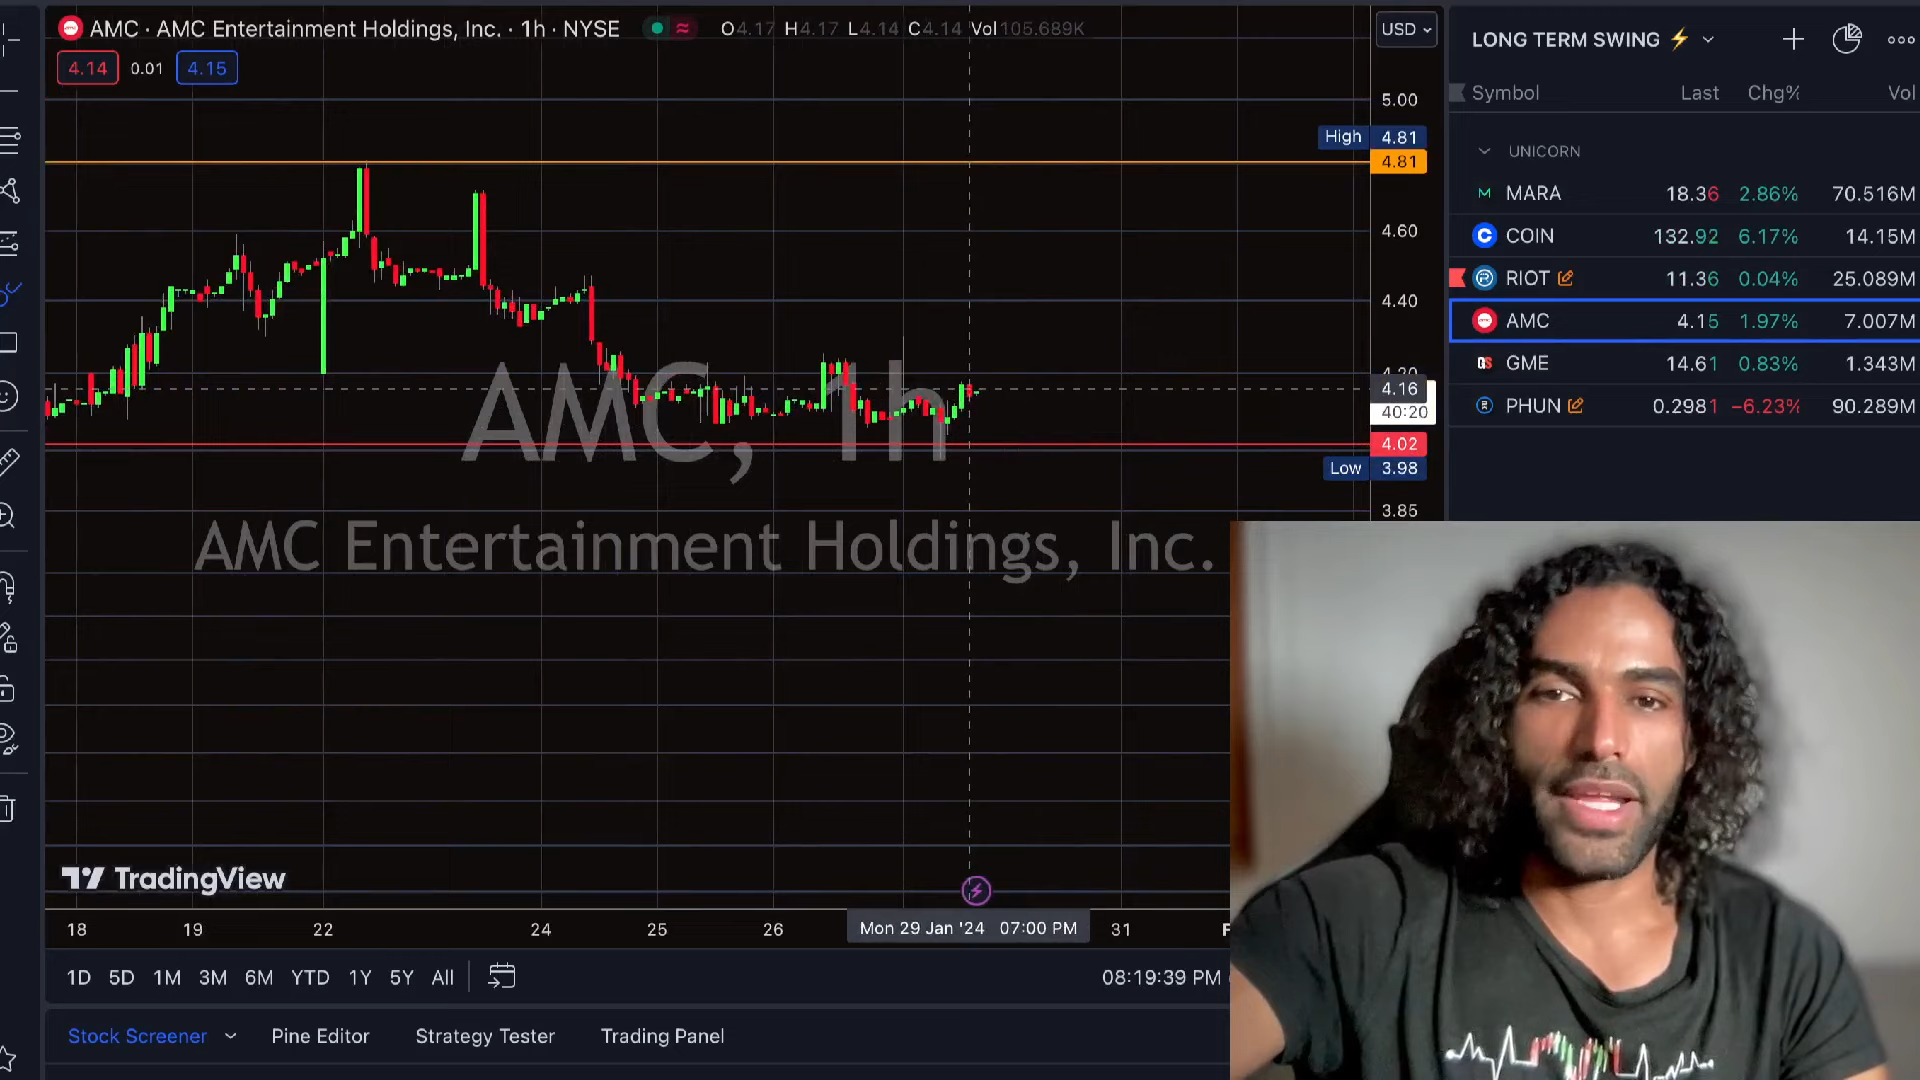 AMC · AMC Entertainment Holdings, Inc. · 1h · NYSE O4.17 H4.17 L4.14 C4.14 Vol105.689K
4.14 0.01 4.15
USD
5.00
High 4.81
4.81
4.60
4.40
4.20
4.16
40:20
4.02
Low 3.98
3.85
AMC, 1h
AMC Entertainment Holdings, Inc.
TradingView
18 19 22 24 25 26 Mon 29 Jan '24 07:00 PM 31 F
1D 5D 1M 3M 6M YTD 1Y 5Y All 08:19:39 PM
Stock Screener Pine Editor Strategy Tester Trading Panel
LONG TERM SWING
Symbol Last Chg% Vol
UNICORN
MARA 18.36 2.86% 70.516M
COIN 132.92 6.17% 14.15M
RIOT 11.36 0.04% 25.089M
AMC 4.15 1.97% 7.007M
GME 14.61 0.83% 1.343M
PHUN 0.2981 −6.23% 90.289M